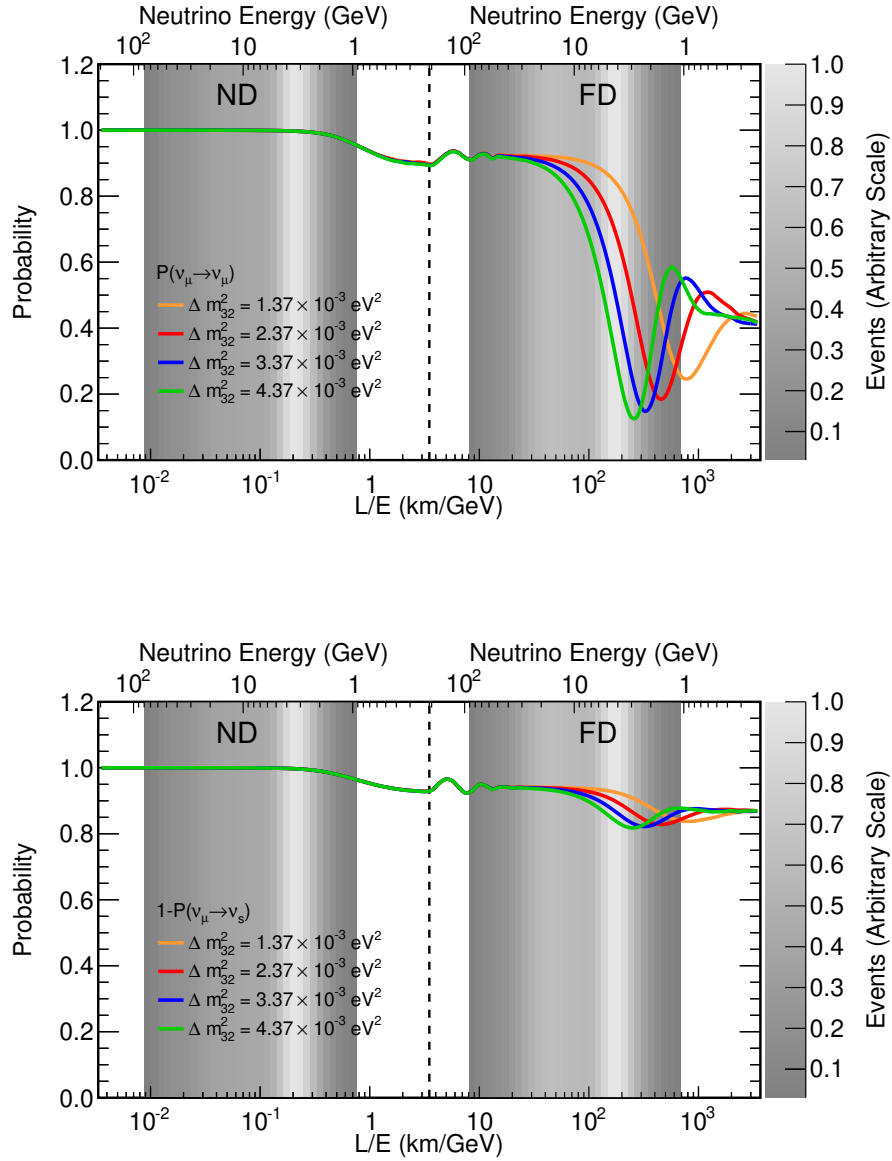 Neutrino Energy (GeV) Neutrino Energy (GeV)
10² 10 5 1 10² 10 5 1
ND FD
Probability
1.2
1.0
0.8
0.6
0.4
0.2
0.0
P(νμ→νμ)
Δ m²₃₂ = 1.37 × 10⁻³ eV²
Δ m²₃₂ = 2.37 × 10⁻³ eV²
Δ m²₃₂ = 3.37 × 10⁻³ eV²
Δ m²₃₂ = 4.37 × 10⁻³ eV²
10⁻² 10⁻¹ 1 10 10² 10³
L/E (km/GeV)
1.0
0.9
0.8
0.7
0.6
0.5
0.4
0.3
0.2
0.1
Events (Arbitrary Scale)
Neutrino Energy (GeV) Neutrino Energy (GeV)
10² 10 5 1 10² 10 5 1
ND FD
Probability
1.2
1.0
0.8
0.6
0.4
0.2
0.0
1-P(νμ→νs)
Δ m²₃₂ = 1.37 × 10⁻³ eV²
Δ m²₃₂ = 2.37 × 10⁻³ eV²
Δ m²₃₂ = 3.37 × 10⁻³ eV²
Δ m²₃₂ = 4.37 × 10⁻³ eV²
10⁻² 10⁻¹ 1 10 10² 10³
L/E (km/GeV)
1.0
0.9
0.8
0.7
0.6
0.5
0.4
0.3
0.2
0.1
Events (Arbitrary Scale)